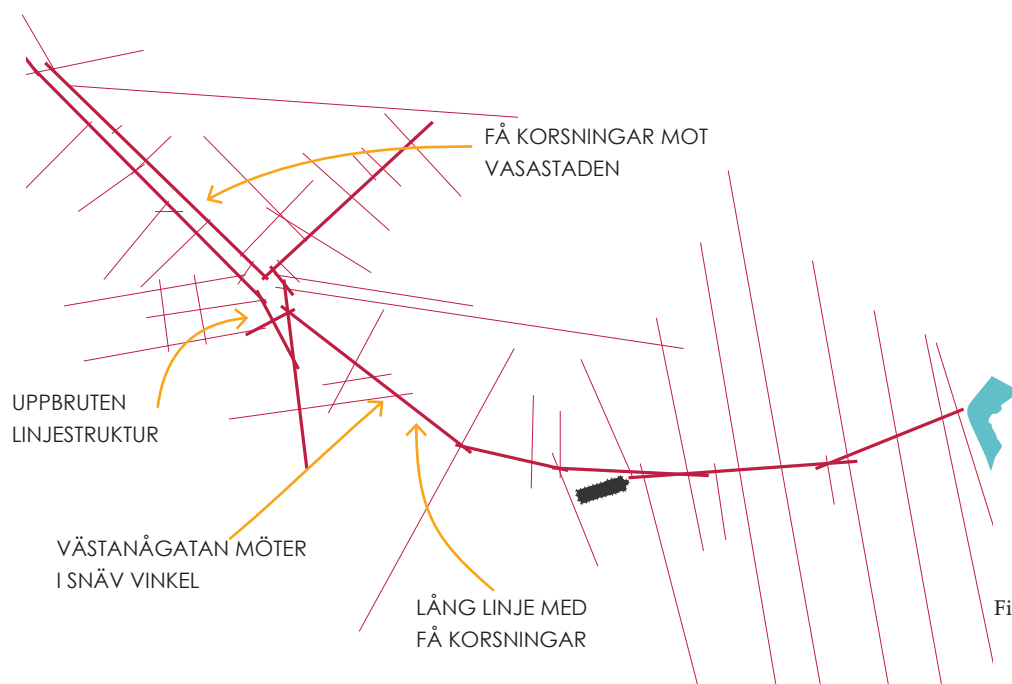 FÅ KORSNINGAR MOT
VASASTADEN
UPPBRUTEN
LINJESTRUKTUR
VÄSTANÅGATAN MÖTER
I SNÄV VINKEL
LÅNG LINJE MED
FÅ KORSNINGAR
Fi